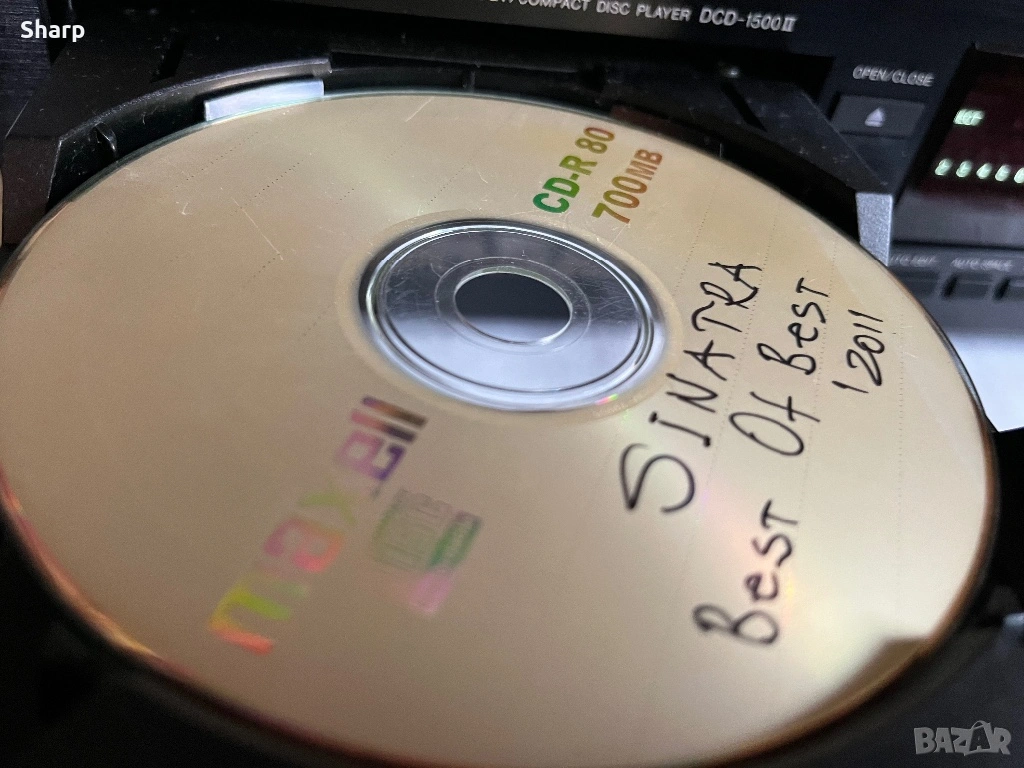 Sharp
COMPACT DISC PLAYER DCD-1500II
OPEN/CLOSE
CD-R 80
700MB
maxell
SINATRA
Best Of Best
'2011
BAZAR